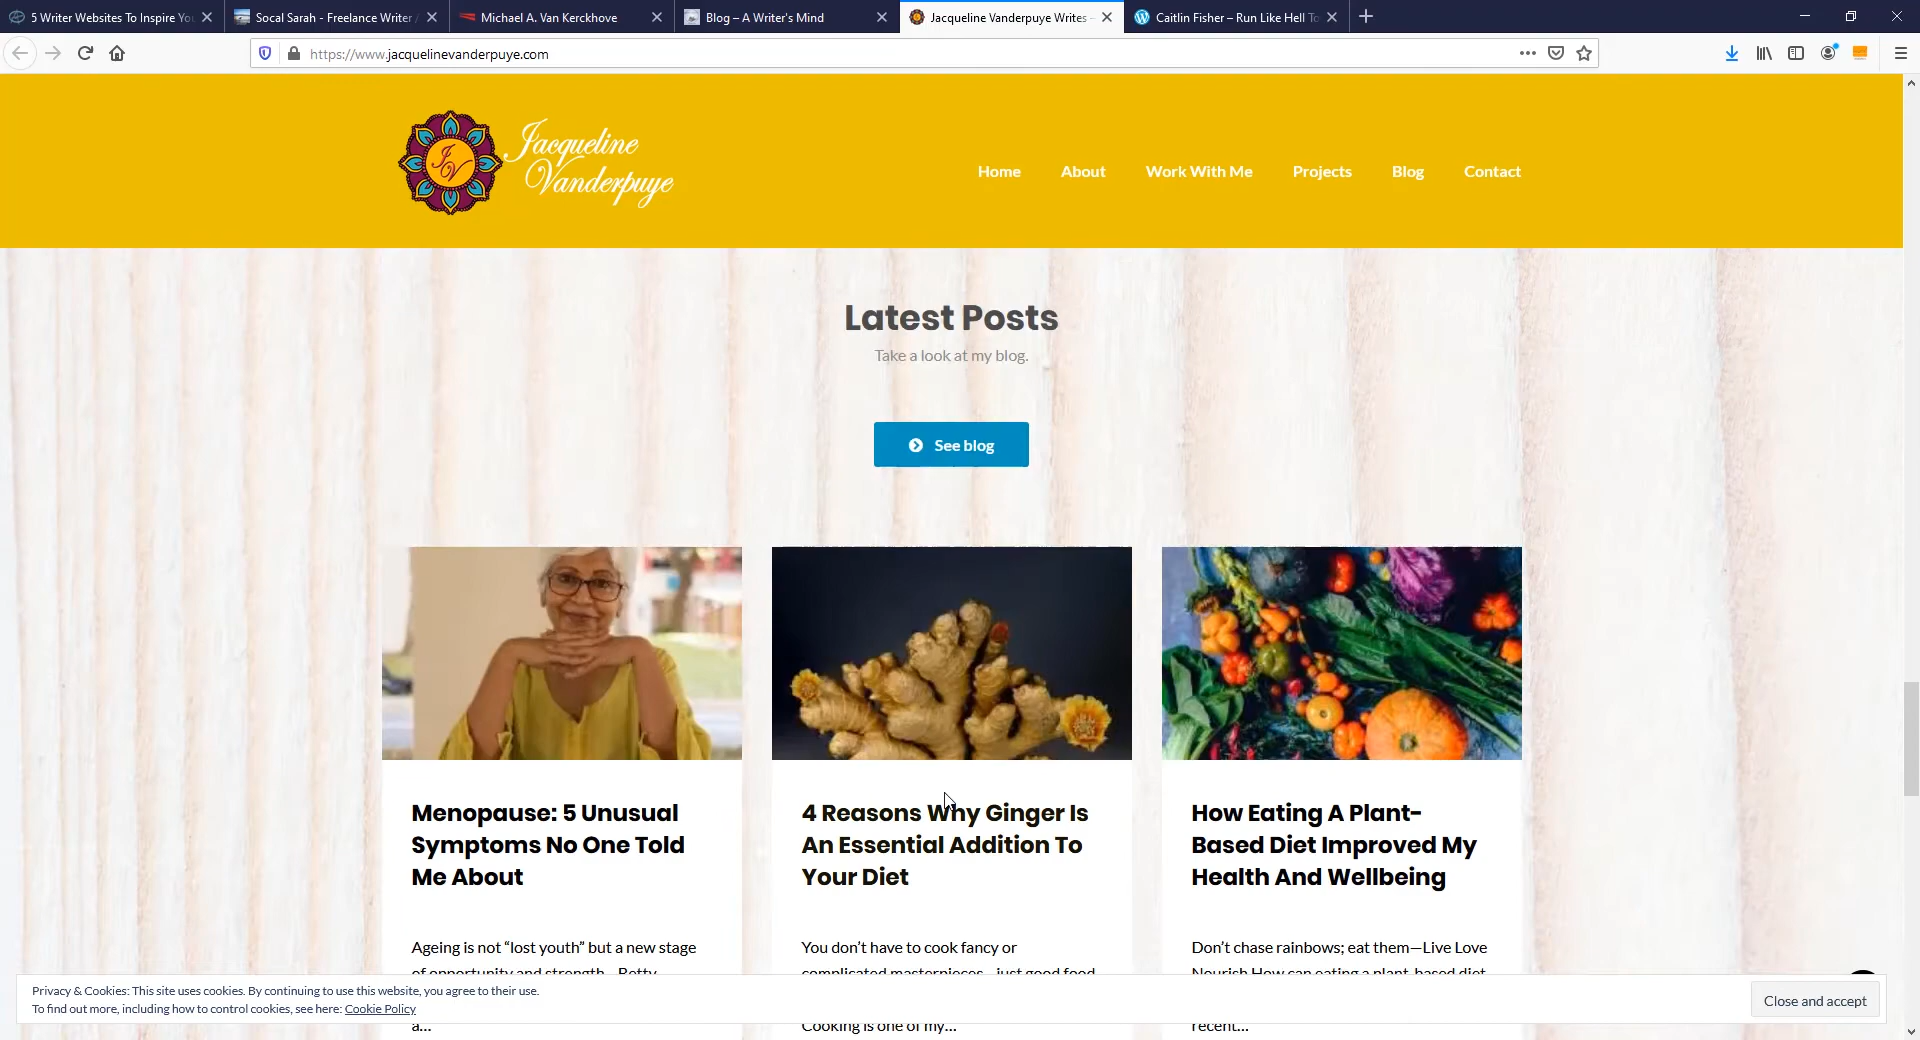 5 Writer Websites To Inspire Yo
Socal Sarah - Freelance Writer /
Michael A. Van Kerckhove
Blog – A Writer's Mind
Jacqueline Vanderpuye Writes –
Caitlin Fisher – Run Like Hell To
https://www.jacquelinevanderpuye.com
JV
Jacqueline
Vanderpuye
Home About Work With Me Projects Blog Contact
Latest Posts
Take a look at my blog.
See blog
Menopause: 5 Unusual
Symptoms No One Told
Me About
Ageing is not “lost youth” but a new stage
of opportunity and strength—Betty
a…
4 Reasons Why Ginger Is
An Essential Addition To
Your Diet
You don’t have to cook fancy or
complicated masterpieces—just good food
Cooking is one of my…
How Eating A Plant-
Based Diet Improved My
Health And Wellbeing
Don’t chase rainbows; eat them—Live Love
Nourish How can eating a plant-based diet
recent…
Privacy & Cookies: This site uses cookies. By continuing to use this website, you agree to their use.
To find out more, including how to control cookies, see here: Cookie Policy
Close and accept